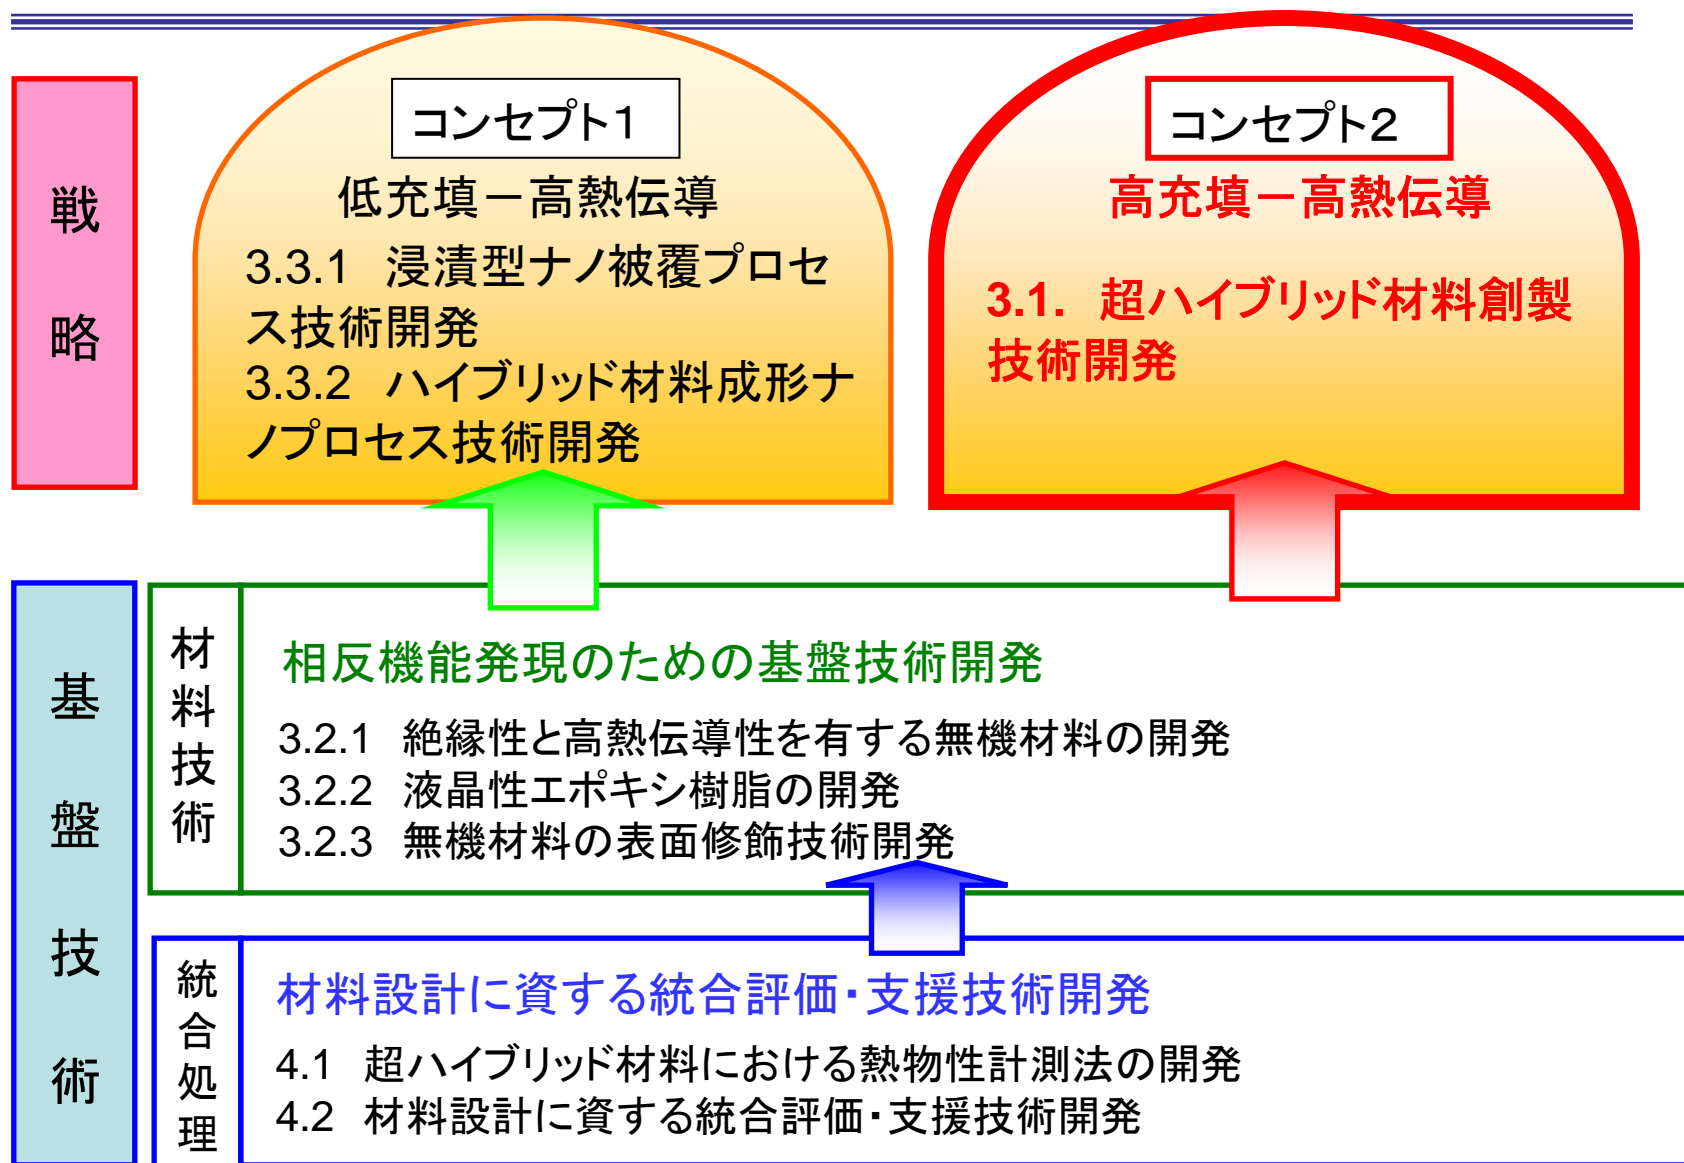 戦略
コンセプト1
低充填－高熱伝導
3.3.1　浸漬型ナノ被覆プロセ
ス技術開発
3.3.2　ハイブリッド材料成形ナ
ノプロセス技術開発
コンセプト2
高充填－高熱伝導
3.1.　超ハイブリッド材料創製
技術開発
基盤技術
材料技術
相反機能発現のための基盤技術開発
3.2.1　絶縁性と高熱伝導性を有する無機材料の開発
3.2.2　液晶性エポキシ樹脂の開発
3.2.3　無機材料の表面修飾技術開発
統合処理
材料設計に資する統合評価・支援技術開発
4.1　超ハイブリッド材料における熱物性計測法の開発
4.2　材料設計に資する統合評価・支援技術開発